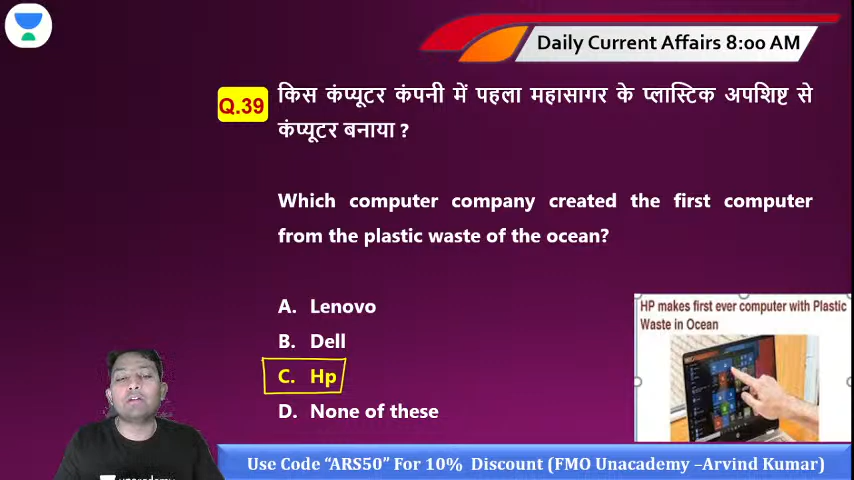 Daily Current Affairs 8:00 AM
Q.39
किस कंप्यूटर कंपनी में पहला महासागर के प्लास्टिक अपशिष्ट से
कंप्यूटर बनाया ?
Which computer company created the first computer
from the plastic waste of the ocean?
A. Lenovo
B. Dell
C. Hp
D. None of these
HP makes first ever computer with Plastic
Waste in Ocean
unacademy
Use Code “ARS50” For 10% Discount (FMO Unacademy –Arvind Kumar)